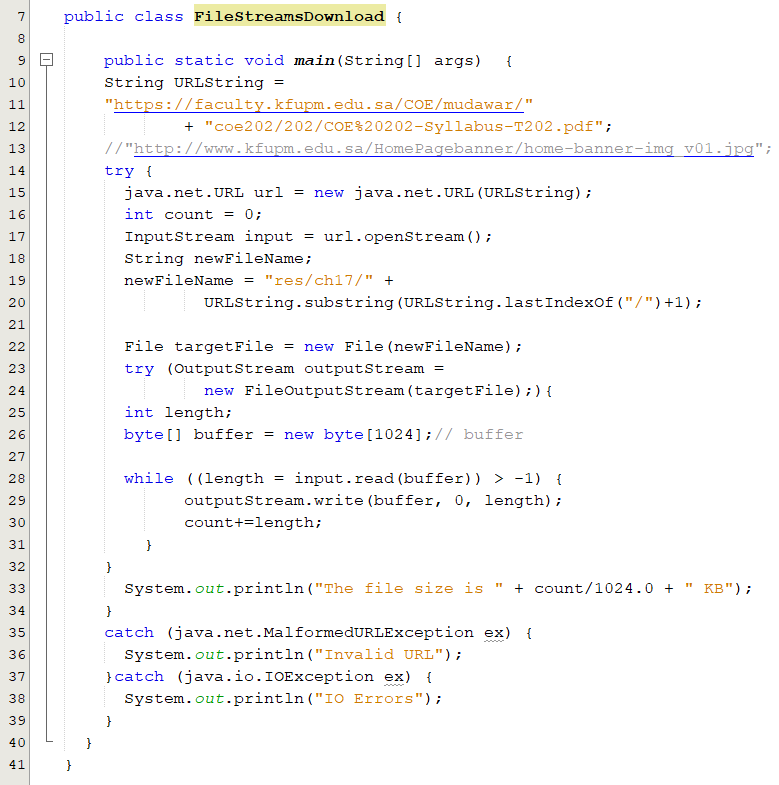 7 public class FileStreamsDownload {
8
9 public static void main(String[] args)  {
10 String URLString =
11 "https://faculty.kfupm.edu.sa/COE/mudawar/"
12 + "coe202/202/COE%20202-Syllabus-T202.pdf";
13 //"http://www.kfupm.edu.sa/HomePagebanner/home-banner-img_v01.jpg";
14 try {
15 java.net.URL url = new java.net.URL(URLString);
16 int count = 0;
17 InputStream input = url.openStream();
18 String newFileName;
19 newFileName = "res/ch17/" +
20 URLString.substring(URLString.lastIndexOf("/")+1);
21
22 File targetFile = new File(newFileName);
23 try (OutputStream outputStream =
24 new FileOutputStream(targetFile);){
25 int length;
26 byte[] buffer = new byte[1024];// buffer
27
28 while ((length = input.read(buffer)) > -1) {
29 outputStream.write(buffer, 0, length);
30 count+=length;
31 }
32 }
33 System.out.println("The file size is " + count/1024.0 + " KB");
34 }
35 catch (java.net.MalformedURLException ex) {
36 System.out.println("Invalid URL");
37 }catch (java.io.IOException ex) {
38 System.out.println("IO Errors");
39 }
40 }
41 }